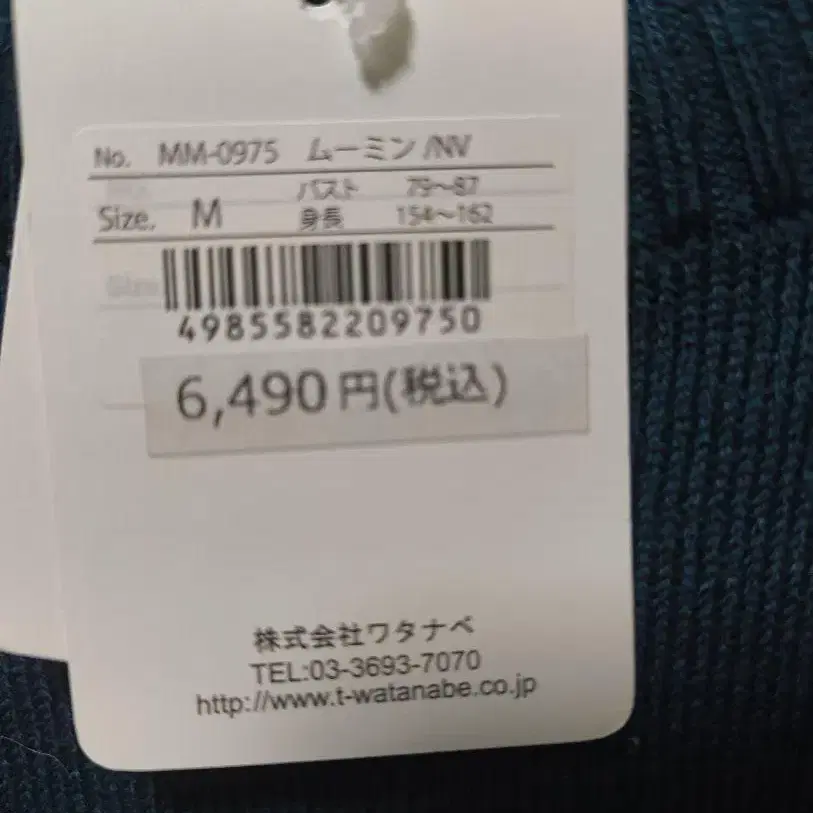 No. MM-0975 ムーミン/NV
バスト 79〜87
Size. M 身長 154〜162
4985582209750
6,490円(税込)
株式会社ワタナベ
TEL:03-3693-7070
http://www.t-watanabe.co.jp